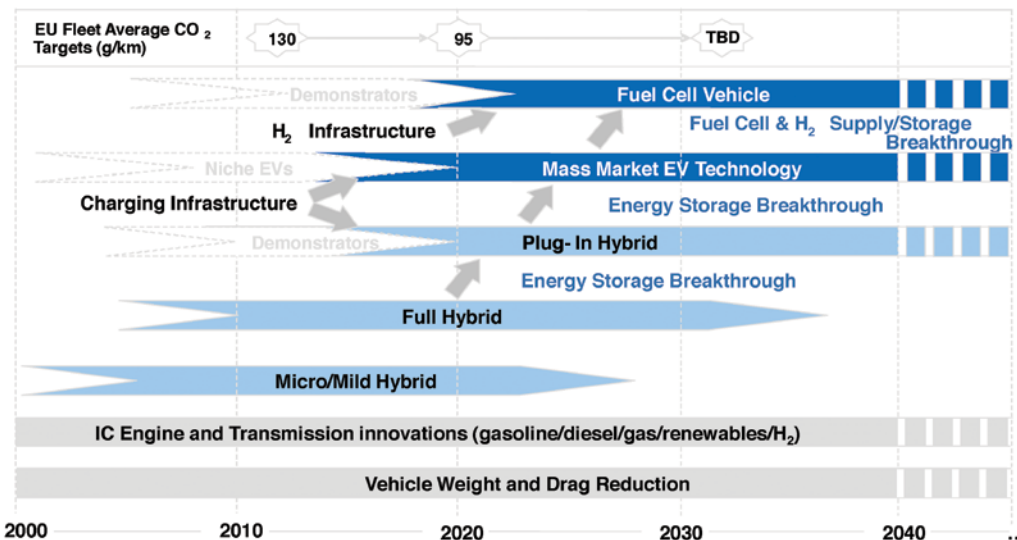 EU Fleet Average CO2
Targets (g/km)
130
95
TBD
Demonstrators
Fuel Cell Vehicle
H2 Infrastructure
Fuel Cell & H2 Supply/Storage
Breakthrough
Niche EVs
Mass Market EV Technology
Charging Infrastructure
Energy Storage Breakthrough
Demonstrators
Plug- In Hybrid
Energy Storage Breakthrough
Full Hybrid
Micro/Mild Hybrid
IC Engine and Transmission innovations (gasoline/diesel/gas/renewables/H2)
Vehicle Weight and Drag Reduction
2000 2010 2020 2030 2040 ..